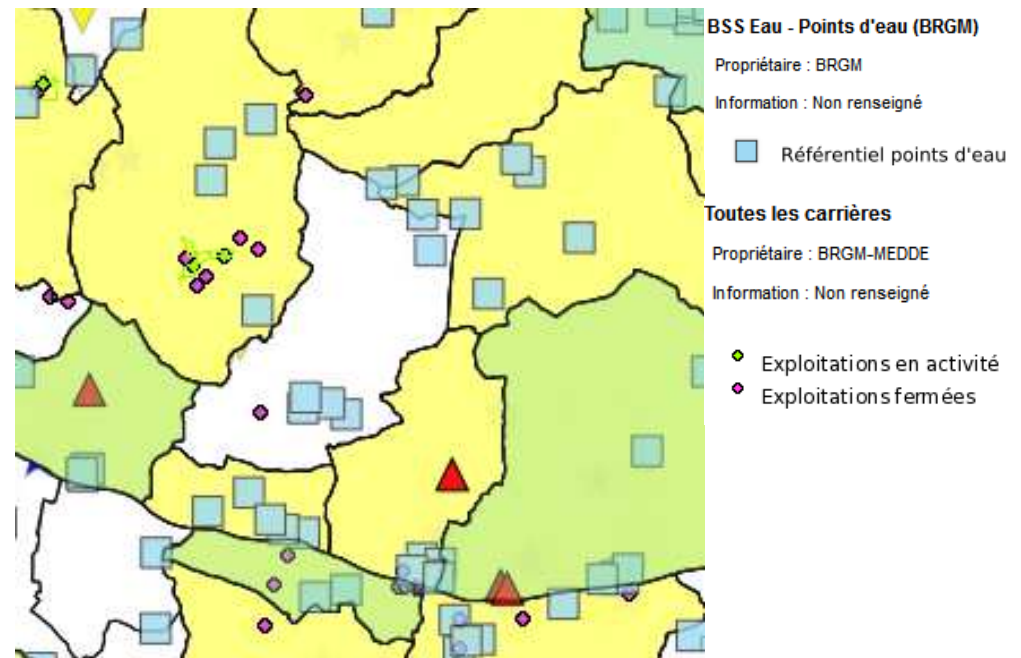 BSS Eau - Points d'eau (BRGM)
Propriétaire : BRGM
Information : Non renseigné
Référentiel points d'eau
Toutes les carrières
Propriétaire : BRGM-MEDDE
Information : Non renseigné
Exploitations en activité
Exploitations fermées